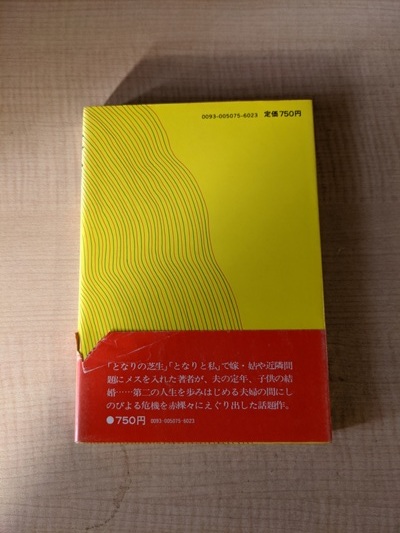 0093-005075-6023 定価 750円
「となりの芝生」「となりと私」で嫁・姑や近隣問
題にメスを入れた著者が、夫の定年、子供の結
婚……第二の人生を歩みはじめる夫婦の間にし
のびよる危機を赤裸々にえぐり出した話題作。
●750円 0093-005075-6023